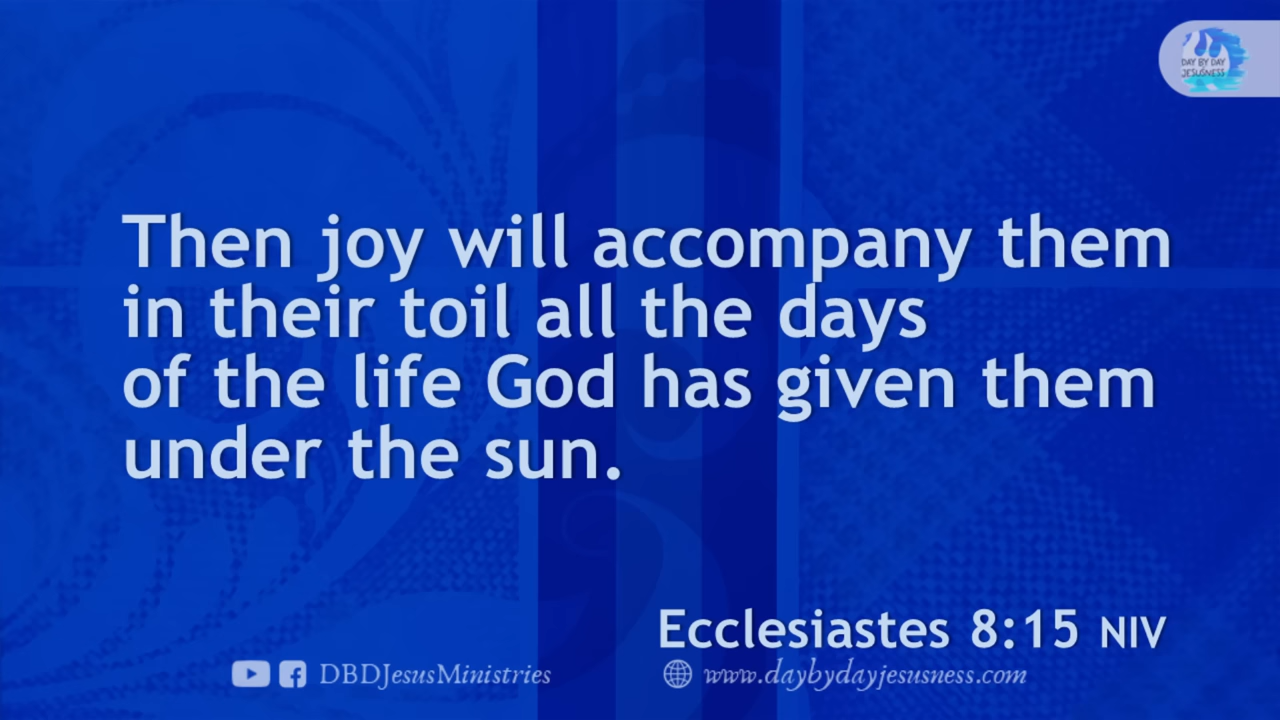 DAY BY DAY
JESUSNESS
Then joy will accompany them
in their toil all the days
of the life God has given them
under the sun.
Ecclesiastes 8:15 NIV
DBDJesusMinistries
www.daybydayjesusness.com